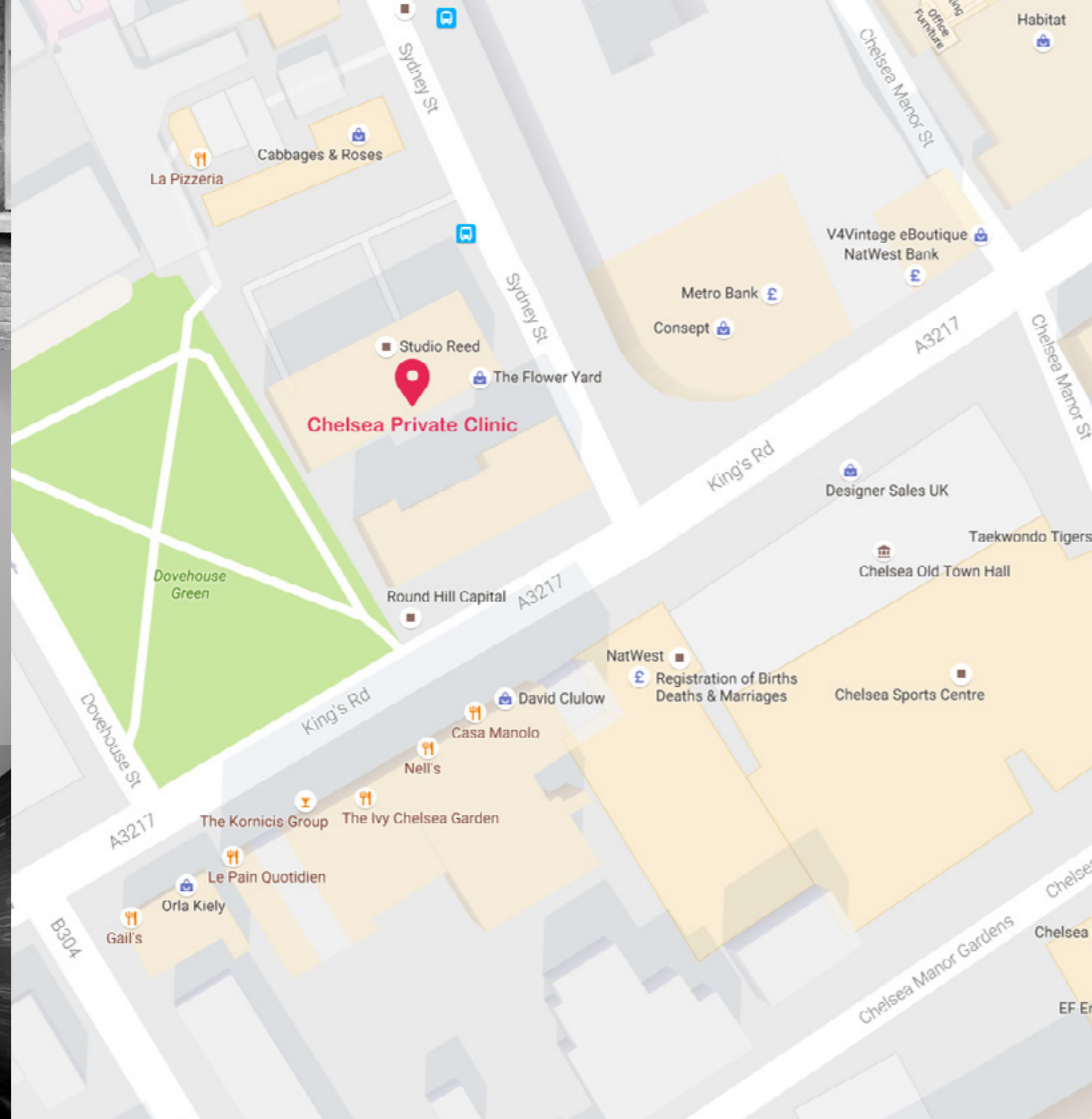 Office
Furniture
Habitat
Sydney St
Chelsea Manor St
Cabbages & Roses
La Pizzeria
V4Vintage eBoutique
NatWest Bank
Metro Bank
Consept
Sydney St
A3217
Chelsea Manor St
Studio Reed
The Flower Yard
Chelsea Private Clinic
King's Rd
Designer Sales UK
Taekwondo Tigers
Chelsea Old Town Hall
Dovehouse
Green
Round Hill Capital
A3217
NatWest
Registration of Births
Deaths & Marriages
Chelsea Sports Centre
David Clulow
King's Rd
Casa Manolo
Dovehouse St
Nell's
The Kornicis Group
The Ivy Chelsea Garden
A3217
Le Pain Quotidien
Orla Kiely
Gail's
B304
Chelsea Manor Gardens
Chelsea
EF